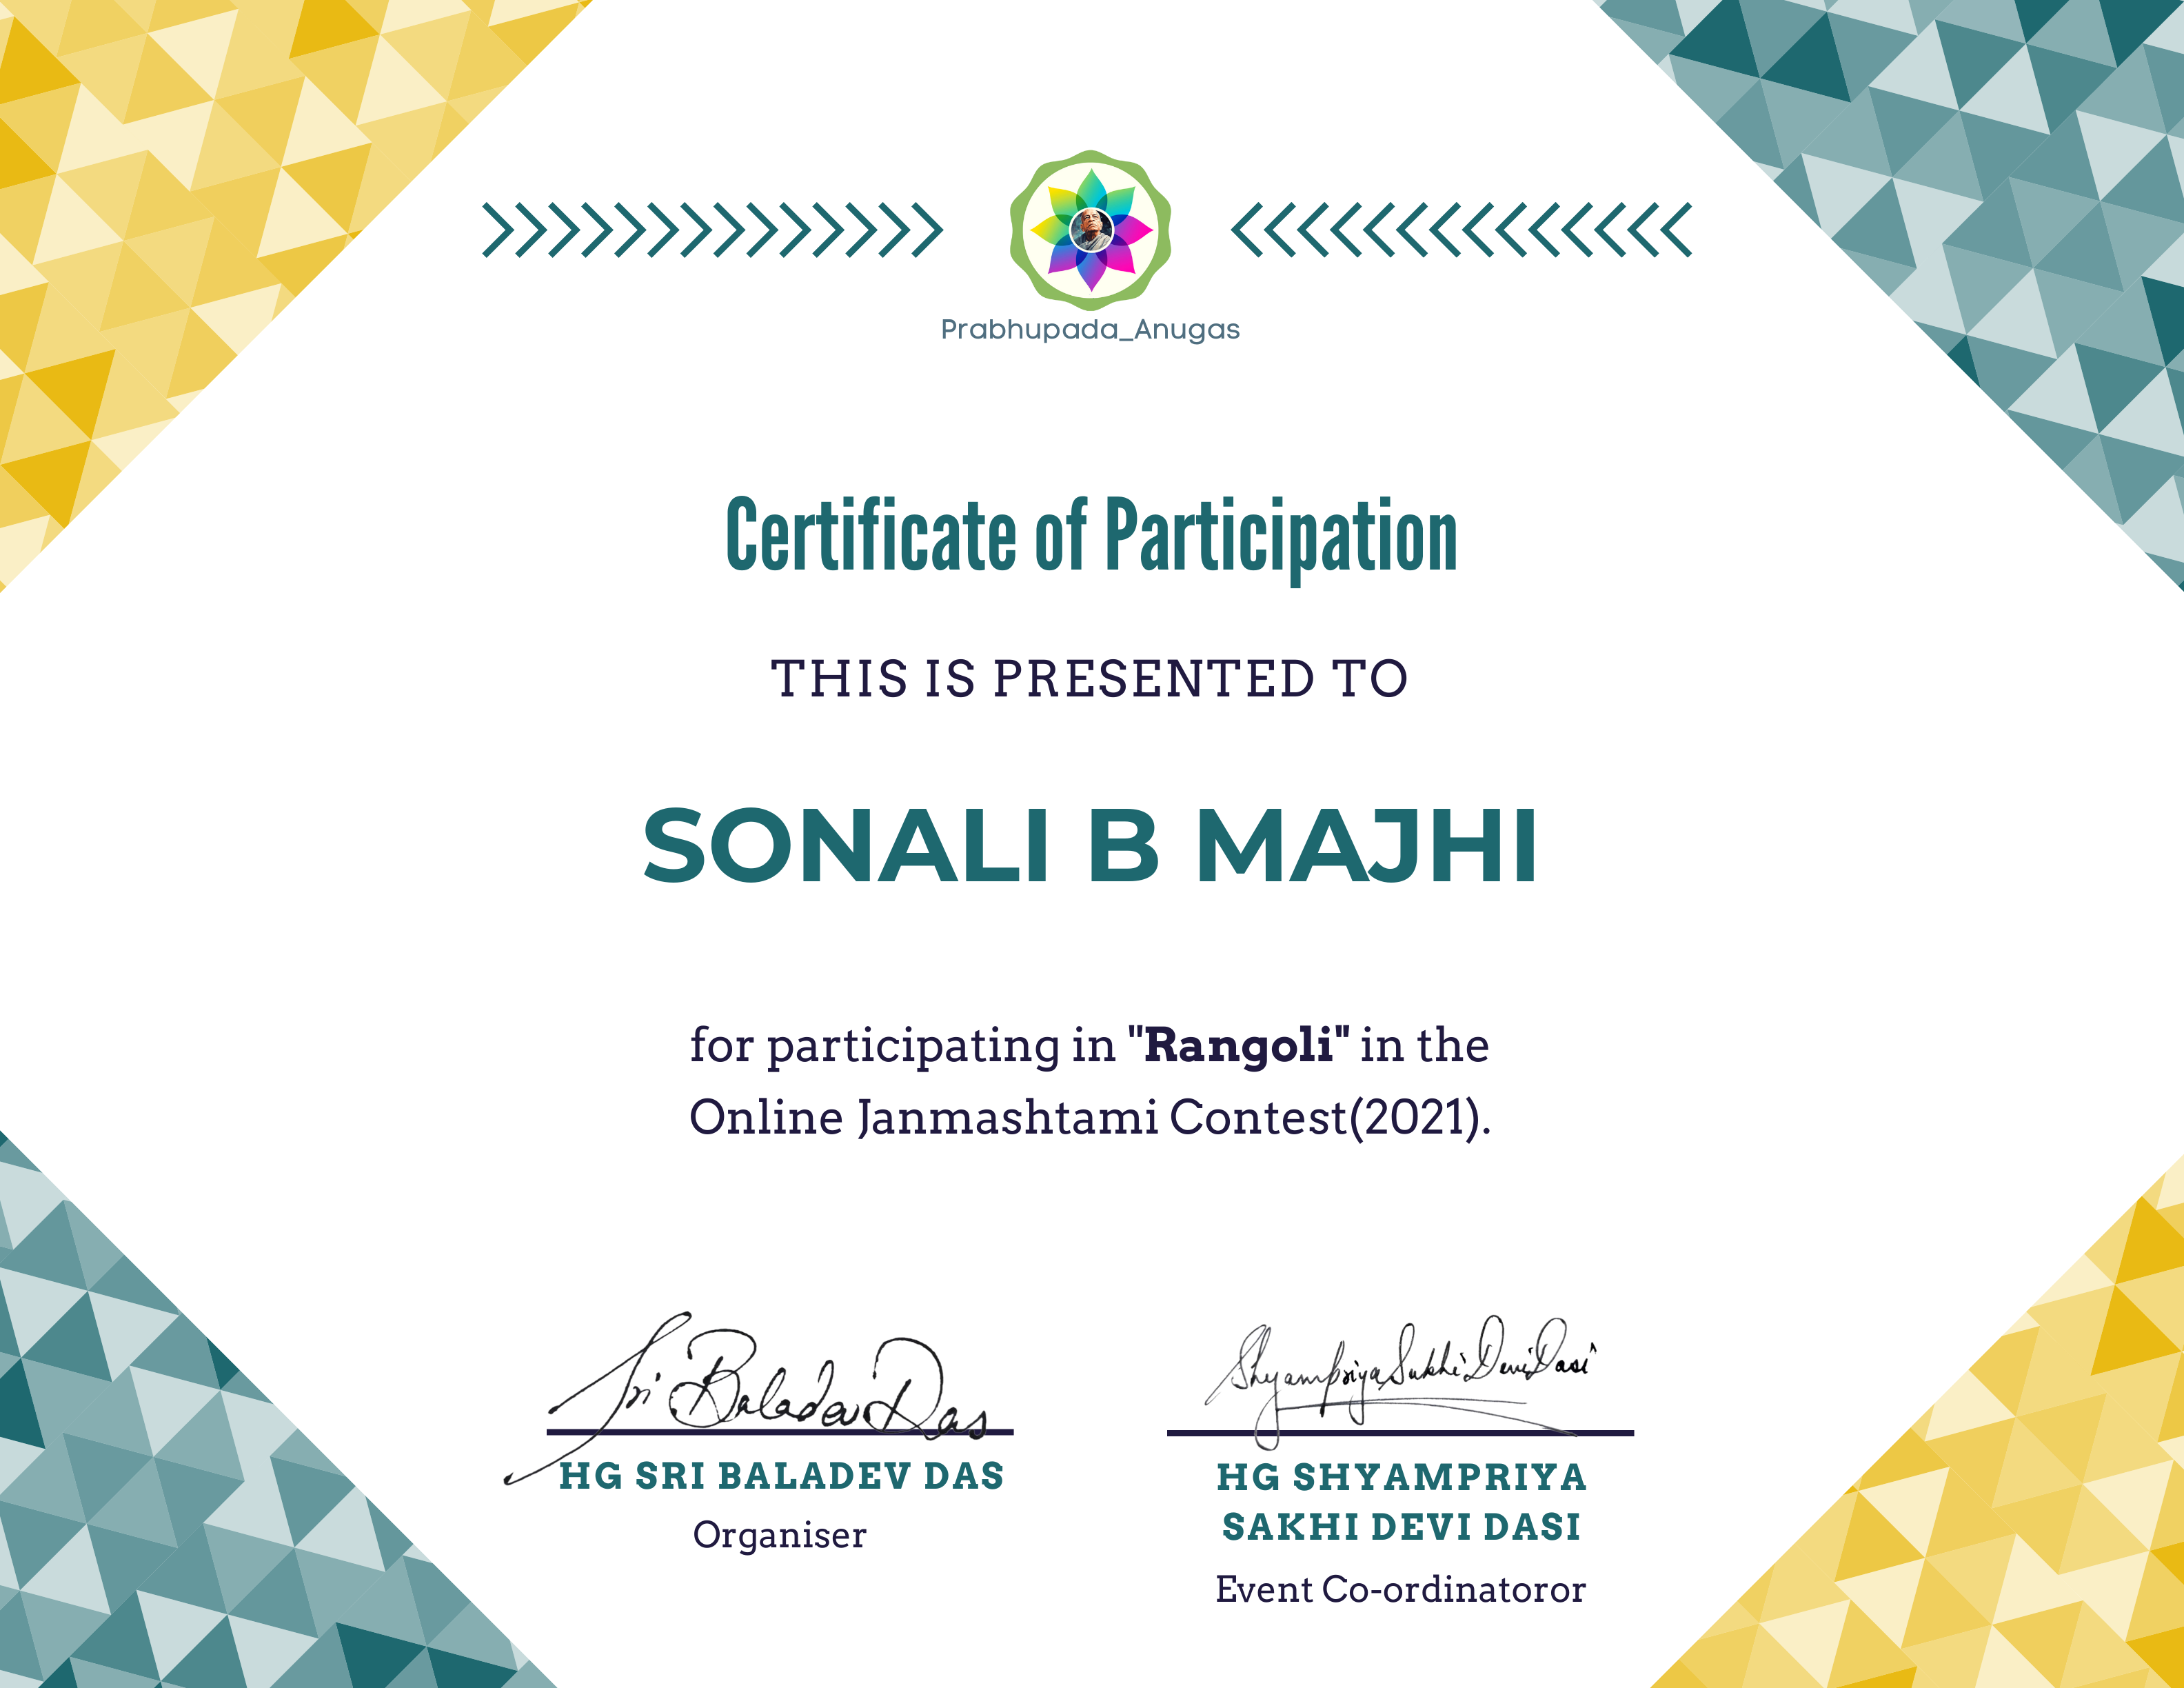 Prabhupada_Anugas
Certificate of Participation
THIS IS PRESENTED TO
SONALI B MAJHI
for participating in "Rangoli" in the
Online Janmashtami Contest(2021).
Sri Baladev Das
HG SRI BALADEV DAS
Organiser
Shyampriya Sakhi Devi Dasi
HG SHYAMPRIYA
SAKHI DEVI DASI
Event Co-ordinatoror